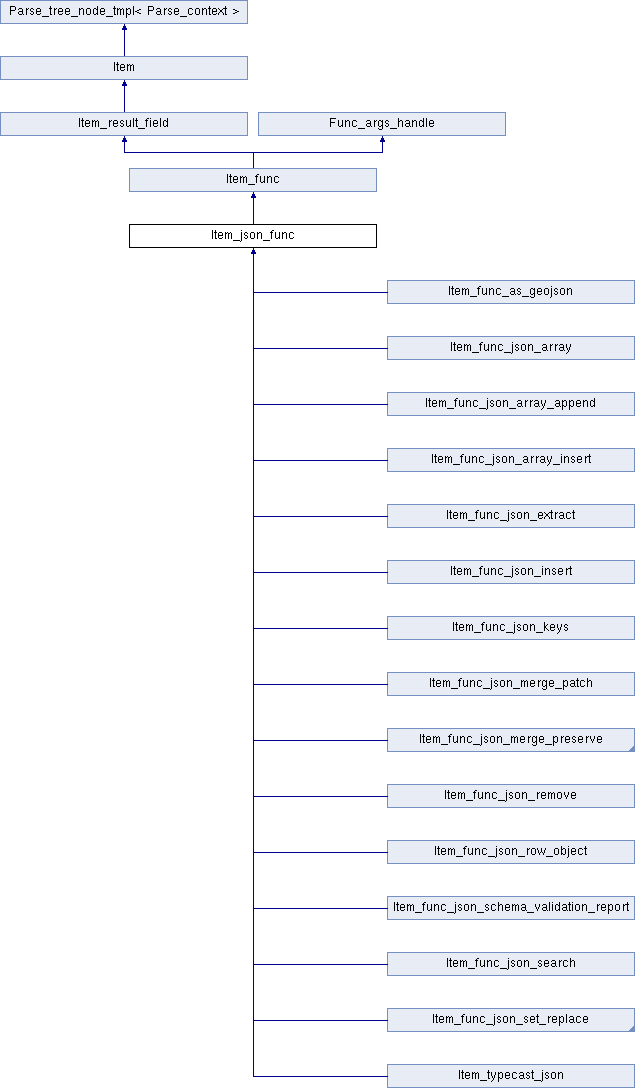 Parse_tree_node_tmpl< Parse_context >
Item
Item_result_field
Func_args_handle
Item_func
Item_json_func
Item_func_as_geojson
Item_func_json_array
Item_func_json_array_append
Item_func_json_array_insert
Item_func_json_extract
Item_func_json_insert
Item_func_json_keys
Item_func_json_merge_patch
Item_func_json_merge_preserve
Item_func_json_remove
Item_func_json_row_object
Item_func_json_schema_validation_report
Item_func_json_search
Item_func_json_set_replace
Item_typecast_json